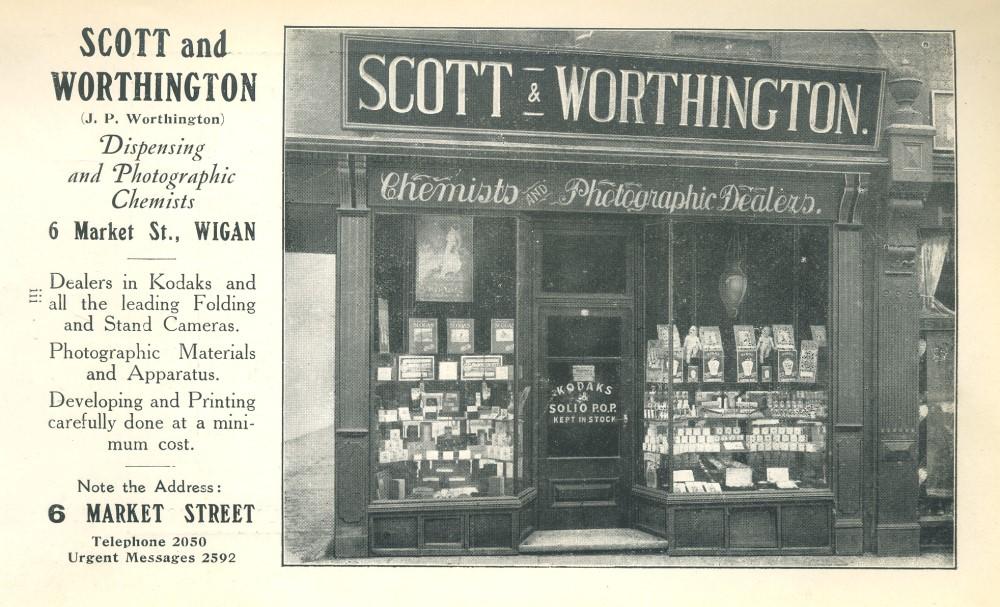 SCOTT and
WORTHINGTON
(J. P. Worthington)
Dispensing
and Photographic
Chemists
6 Market St., WIGAN
Dealers in Kodaks and
all the leading Folding
and Stand Cameras.
Photographic Materials
and Apparatus.
Developing and Printing
carefully done at a mini-
mum cost.
Note the Address:
6 MARKET STREET
Telephone 2050
Urgent Messages 2592
iii
SCOTT & WORTHINGTON.
Chemists AND Photographic Dealers.
KODAKS
&
SOLIO P.O.P.
KEPT IN STOCK